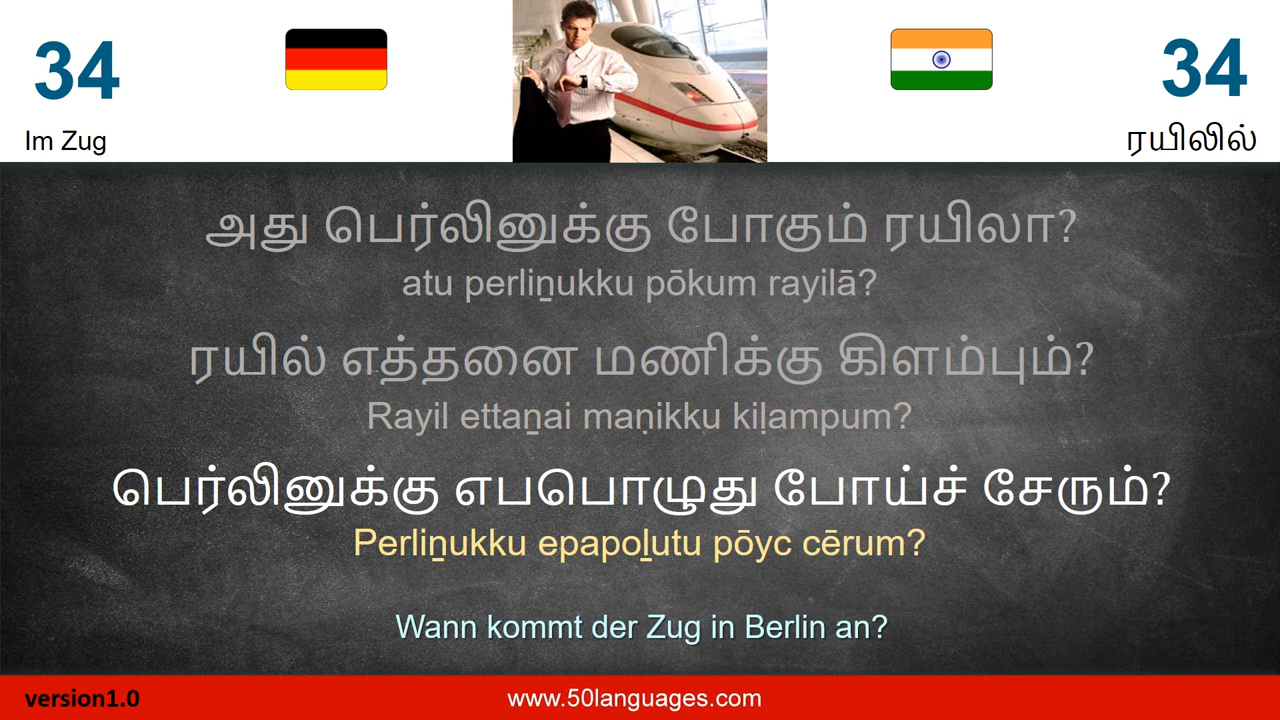 34
34
Im Zug
ரயிலில்
அது பெர்லினுக்கு போகும் ரயிலா?
atu perliṉukku pōkum rayilā?
ரயில் எத்தனை மணிக்கு கிளம்பும்?
Rayil ettaṉai maṇikku kiḷampum?
பெர்லினுக்கு எபபொழுது போய்ச் சேரும்?
Perliṉukku epapoḻutu pōyc cērum?
Wann kommt der Zug in Berlin an?
version1.0
www.50languages.com